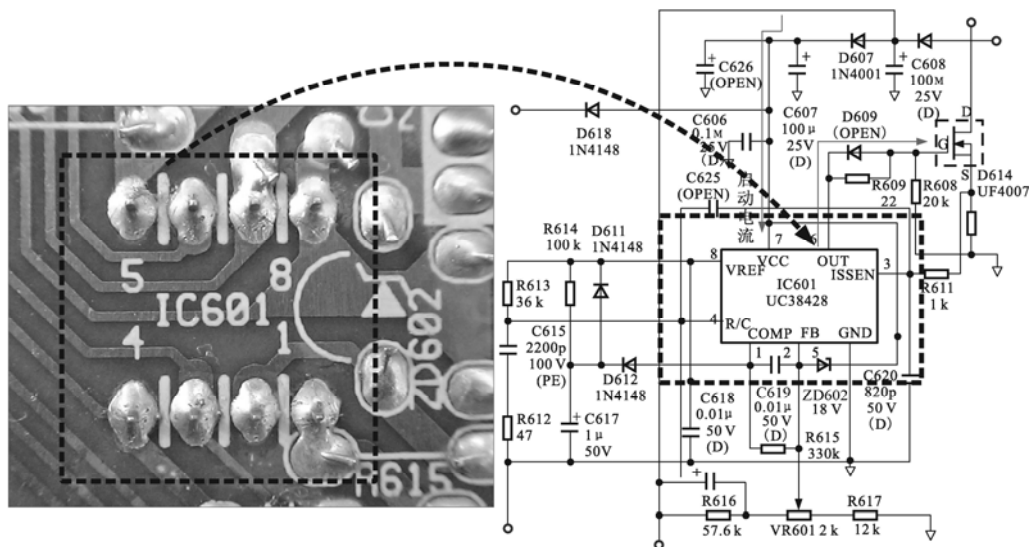 5
8
IC601
4
1
ZD602
R615
C626
(OPEN)
D607
1N4001
C608
100M
25V
(D)
D618
1N4148
C606
0.1M
25V
(D)
C607
100μ
25V
(D)
D609
(OPEN)
D
G
S
D614
UF4007
C625
(OPEN)
启动电流
R609
22
R608
20k
R614
100k
D611
1N4148
8
7
6
3
VREF
VCC
OUT
ISSEN
IC601
UC38428
R611
1k
R613
36k
4
R/C
COMP
FB
GND
C615
2200p
100V
(PE)
1
2
5
D612
1N4148
ZD602
18V
C620
820p
50V
(D)
C618
0.01μ
50V
(D)
C619
0.01μ
50V
(D)
R612
47
C617
1μ
50V
R615
330k
R616
57.6k
VR601 2k
R617
12k